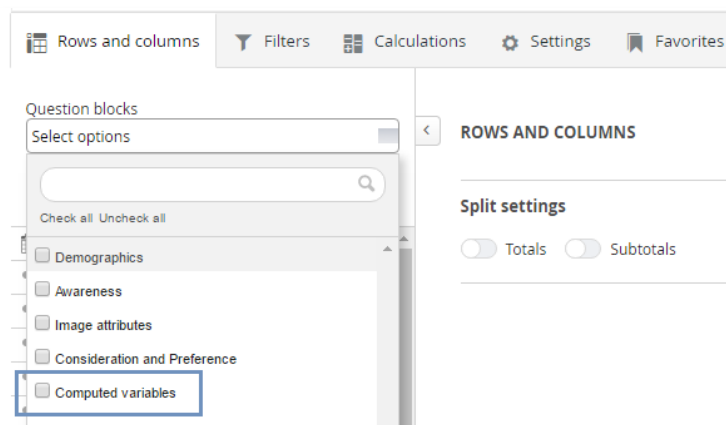 Rows and columns Filters Calculations Settings Favorites
Question blocks
Select options
ROWS AND COLUMNS
Check all Uncheck all
Split settings
Totals Subtotals
Demographics
Awareness
Image attributes
Consideration and Preference
Computed variables